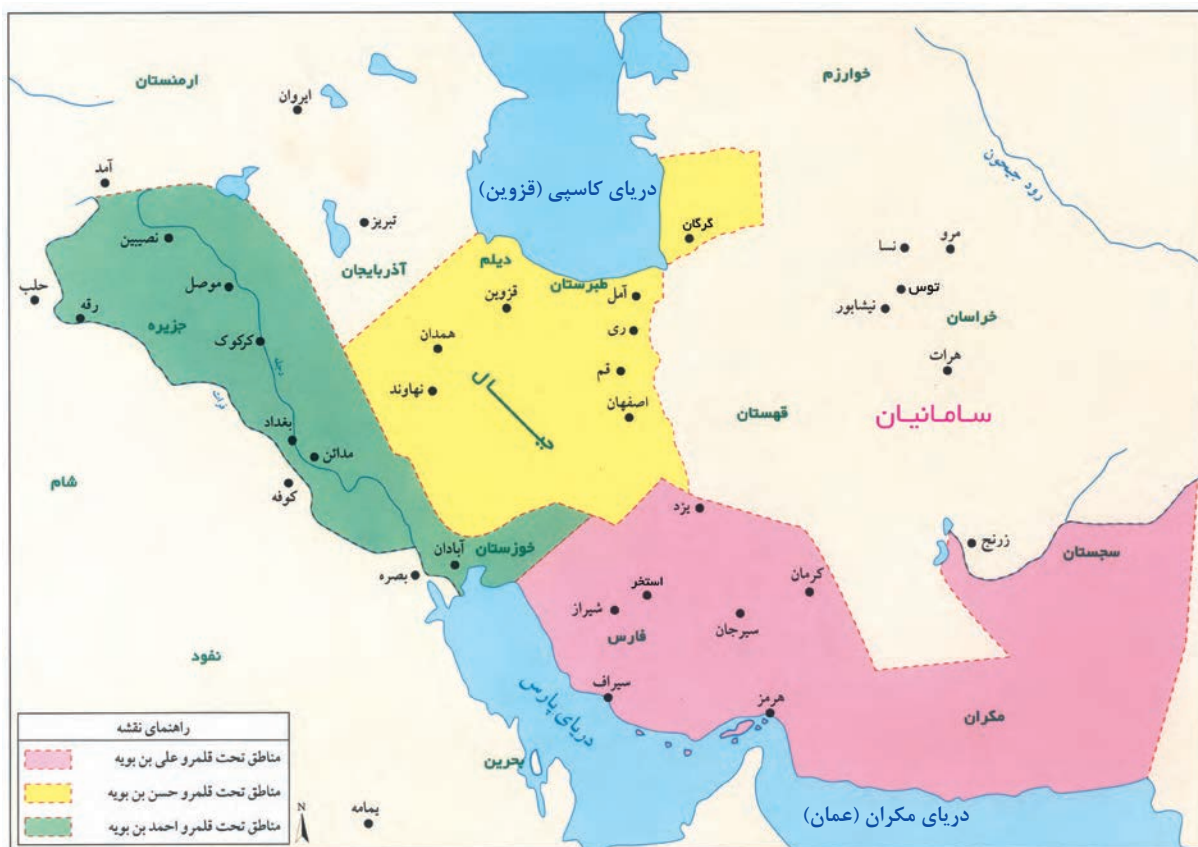 ارمنستان
ایروان
خوارزم
رود جیحون
آمد
دریای کاسپی (قزوین)
نصیبین
تبریز
آذربایجان
دیلم
گرگان
نسا
مرو
حلب
رقه
موصل
جزیره
کرکوک
دجله
فرات
قزوین
طبرستان
آمل
توس
نیشابور
خراسان
همدان
ری
هرات
نهاوند
جبال
قم
اصفهان
قهستان
سامانیان
بغداد
مدائن
کوفه
شام
یزد
خوزستان
آبادان
بصره
زرنج
سجستان
استخر
شیراز
فارس
کرمان
سیرجان
نفود
سیراف
هرمز
مکران
دریای پارس
بحرین
یمامه
دریای مکران (عمان)
راهنمای نقشه
مناطق تحت قلمرو علی بن بویه
مناطق تحت قلمرو حسن بن بویه
مناطق تحت قلمرو احمد بن بویه
N